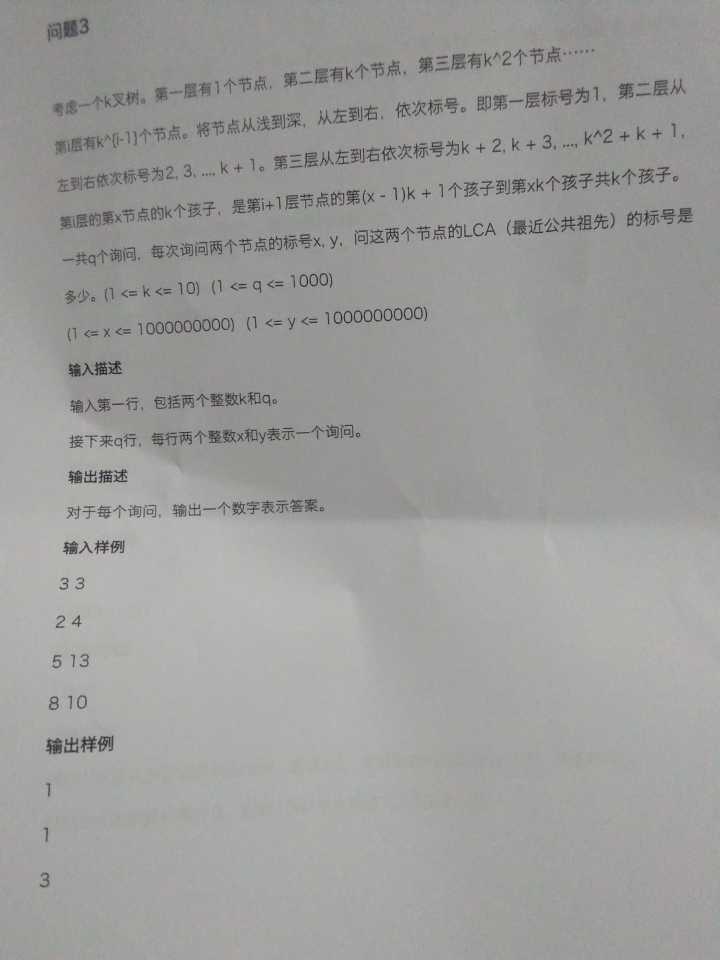 问题3
考虑一个k叉树。第一层有1个节点，第二层有k个节点，第三层有k^2个节点……
第i层有k^{i-1}个节点。将节点从浅到深，从左到右，依次标号。即第一层标号为1，第二层从
左到右依次标号为2, 3, ..., k + 1。第三层从左到右依次标号为k + 2, k + 3, ..., k^2 + k + 1,
第i层的第x节点的k个孩子，是第i+1层节点的第(x - 1)k + 1个孩子到第xk个孩子共k个孩子。
一共q个询问，每次询问两个节点的标号x, y，问这两个节点的LCA（最近公共祖先）的标号是
多少。(1 <= k <= 10) (1 <= q <= 1000)
(1 <= x <= 1000000000) (1 <= y <= 1000000000)
输入描述
输入第一行，包括两个整数k和q。
接下来q行，每行两个整数x和y表示一个询问。
输出描述
对于每个询问，输出一个数字表示答案。
输入样例
3 3
2 4
5 13
8 10
输出样例
1
1
3